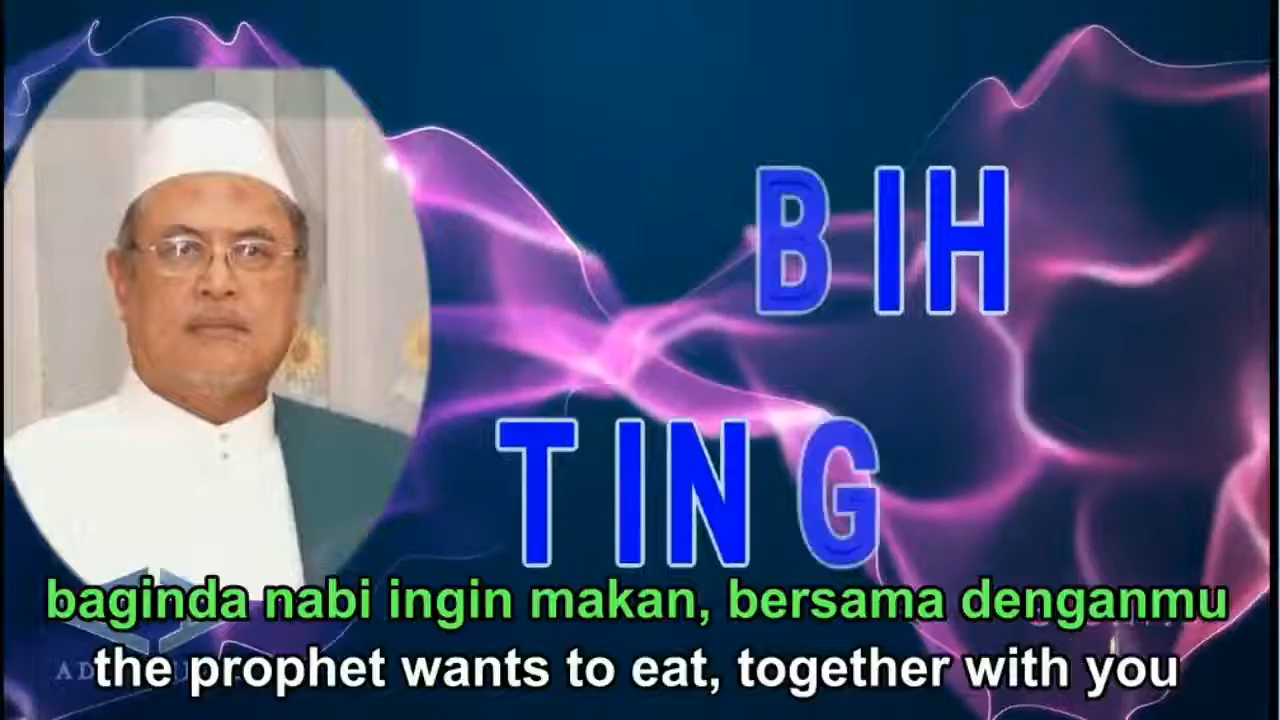 B IH
T IN G
baginda nabi ingin makan, bersama denganmu
the prophet wants to eat, together with you